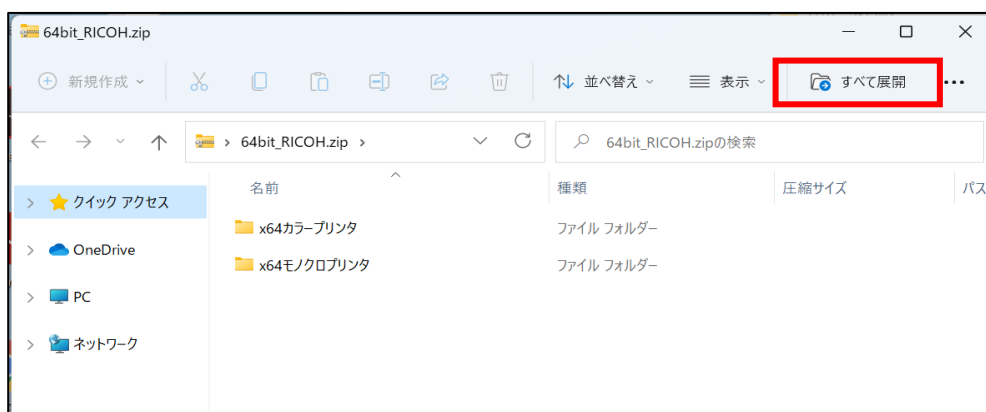 64bit_RICOH.zip
新規作成
並べ替え
表示
すべて展開
64bit_RICOH.zip
64bit_RICOH.zipの検索
名前
種類
圧縮サイズ
パス
クイック アクセス
x64カラープリンタ
ファイル フォルダー
OneDrive
x64モノクロプリンタ
ファイル フォルダー
PC
ネットワーク